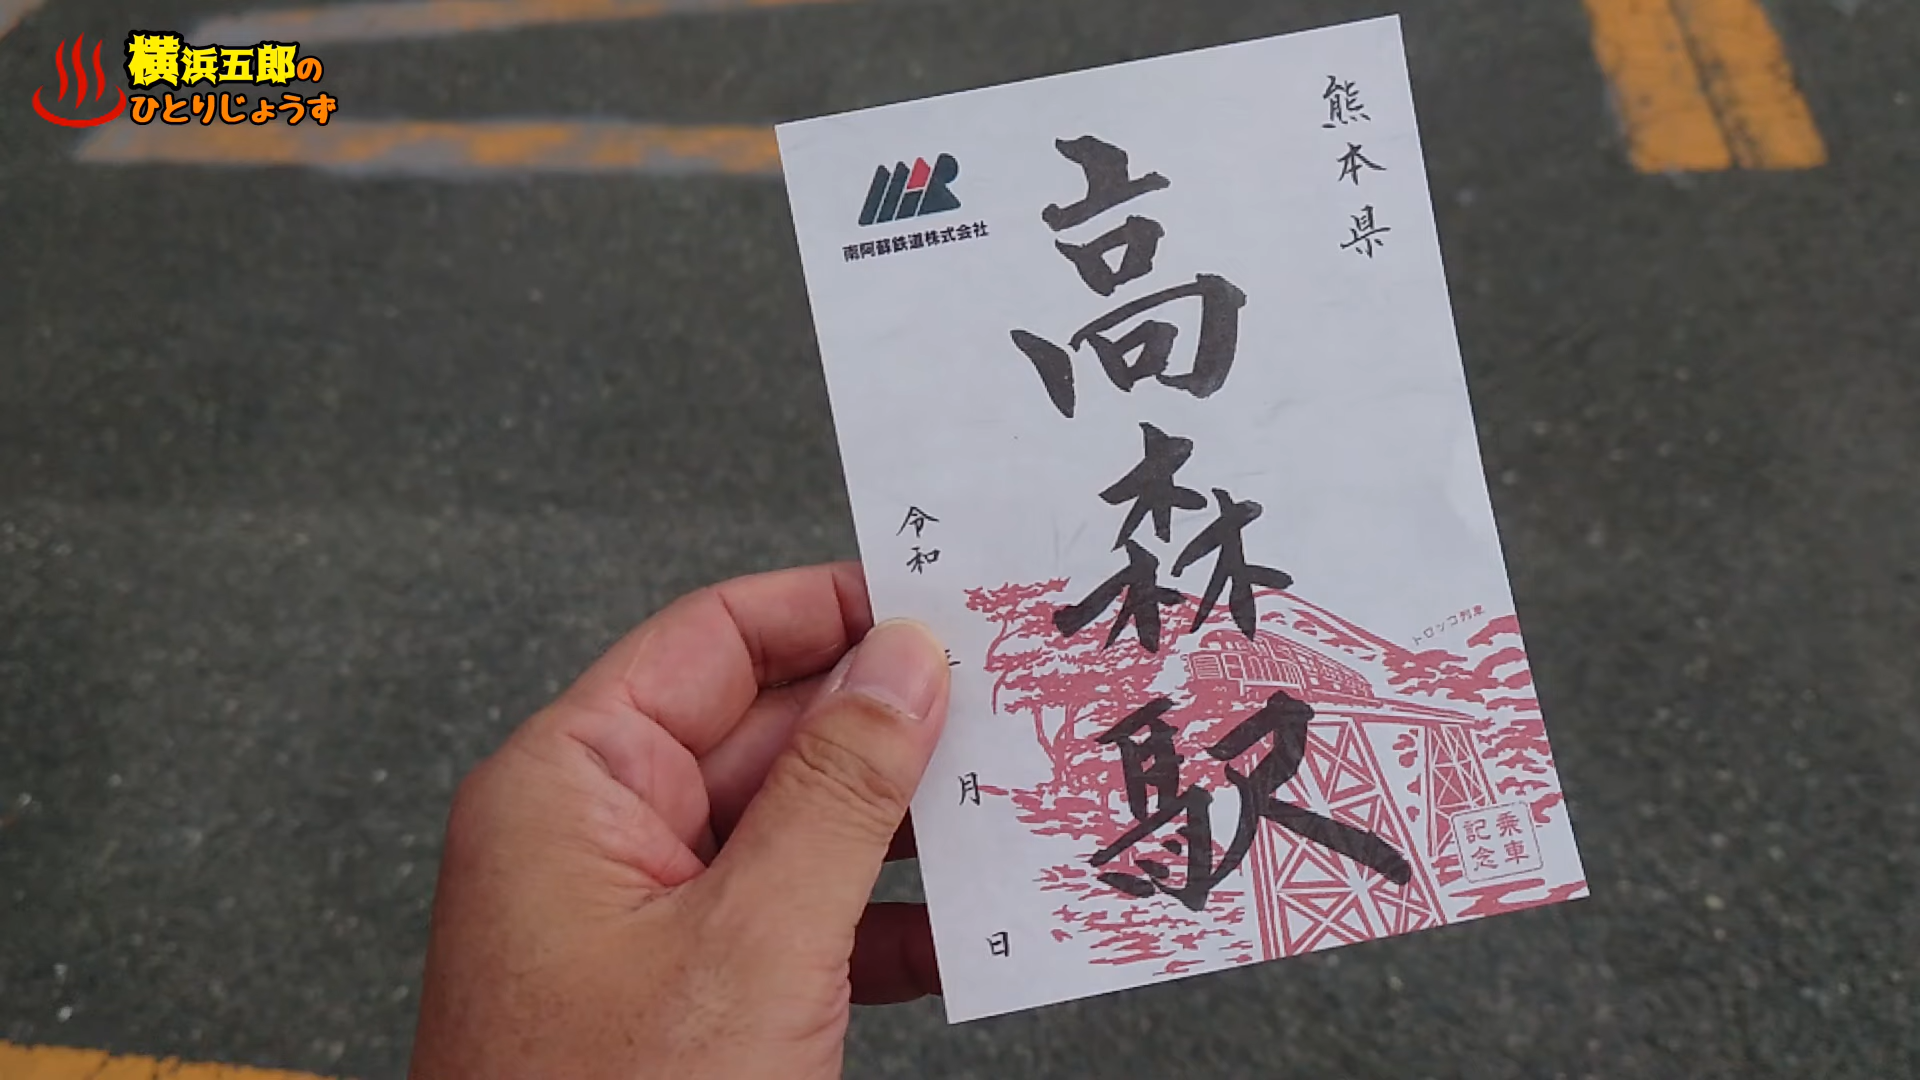 横浜五郎の
ひとりじょうず
熊本県
高森駅
南阿蘇鉄道株式会社
令和
月
日
トロッコ列車
乗車
記念